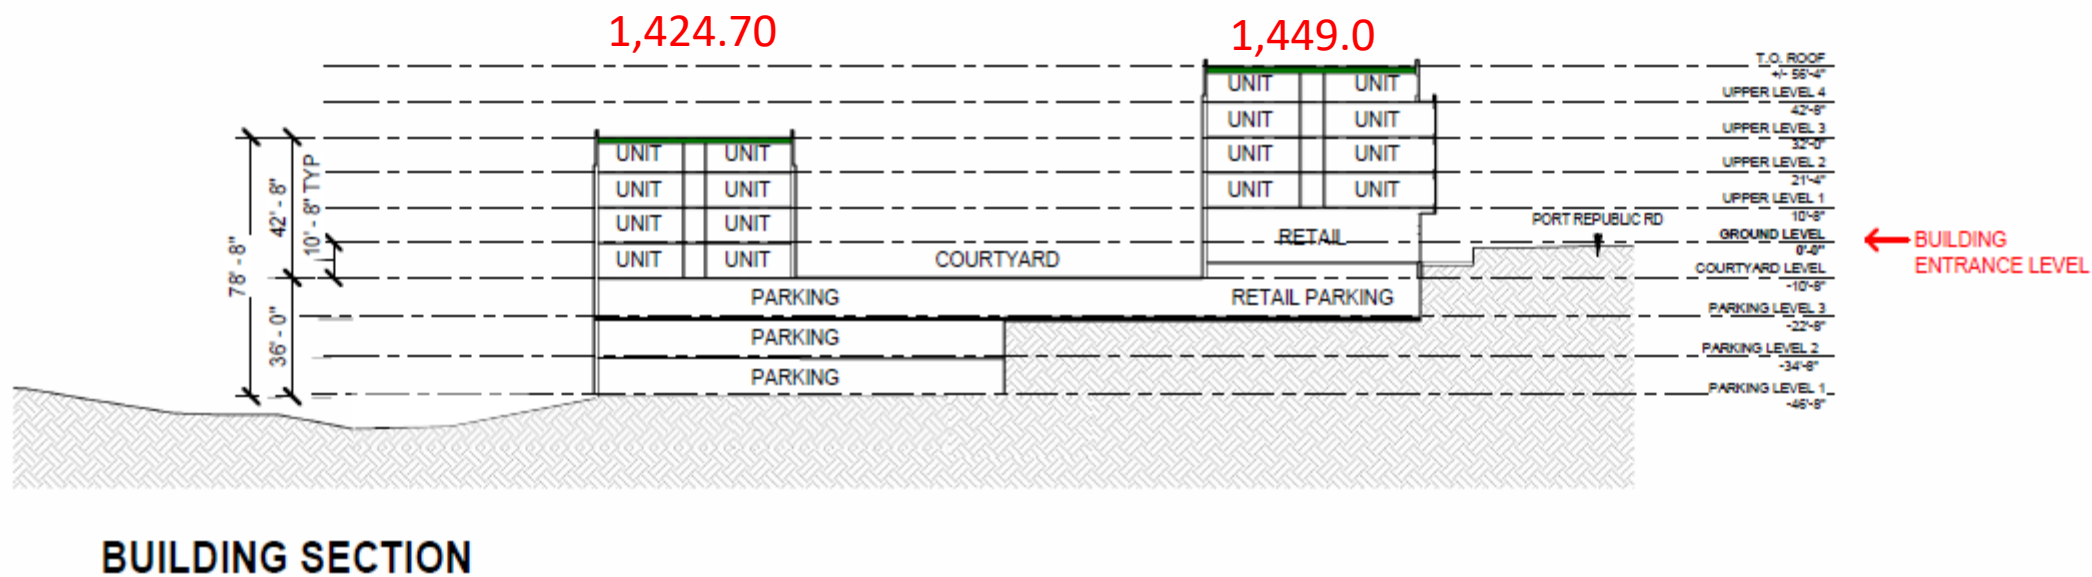 1,424.70
1,449.0
T.O. ROOF
+/- 56'-4"
UNIT UNIT
UPPER LEVEL 4
42'-8"
UNIT UNIT
UPPER LEVEL 3
32'-0"
UNIT UNIT UNIT UNIT
UPPER LEVEL 2
21'-4"
UNIT UNIT UNIT UNIT
UPPER LEVEL 1
10'-8"
UNIT UNIT
RETAIL
PORT REPUBLIC RD
GROUND LEVEL
0'-0"
BUILDING
ENTRANCE LEVEL
UNIT UNIT
COURTYARD
COURTYARD LEVEL
-10'-8"
PARKING
RETAIL PARKING
PARKING LEVEL 3
-22'-8"
PARKING
PARKING LEVEL 2
-34'-8"
PARKING
PARKING LEVEL 1
-46'-8"
78' - 8"
42' - 8"
10' - 8" TYP
36' - 0"
BUILDING SECTION